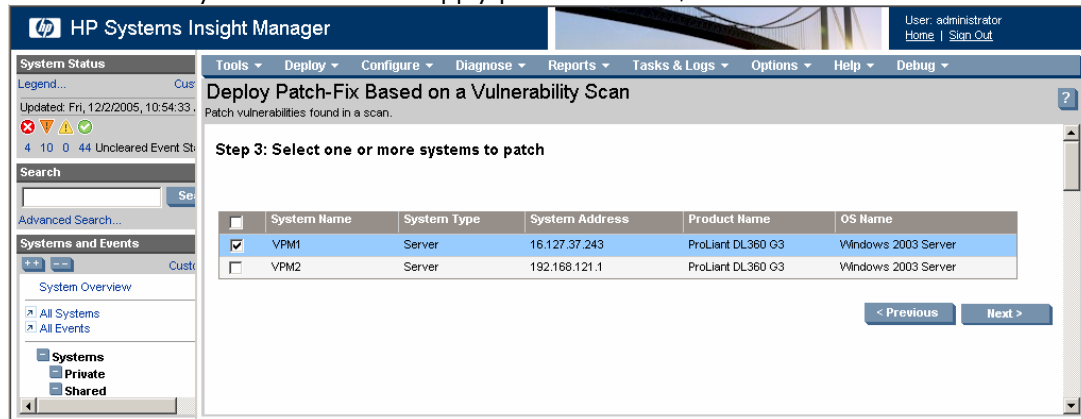 HP Systems Insight Manager
User: administrator
Home | Sign Out
System Status
Legend... Cus
Updated: Fri, 12/2/2005, 10:54:33
4 10 0 44 Uncleared Event Sta
Search
Sea
Advanced Search...
Systems and Events
Custo
System Overview
All Systems
All Events
Systems
Private
Shared
Tools Deploy Configure Diagnose Reports Tasks & Logs Options Help Debug
Deploy Patch-Fix Based on a Vulnerability Scan
?
Patch vulnerabilities found in a scan.
Step 3: Select one or more systems to patch
System Name System Type System Address Product Name OS Name
VPM1 Server 16.127.37.243 ProLiant DL360 G3 Windows 2003 Server
VPM2 Server 192.168.121.1 ProLiant DL360 G3 Windows 2003 Server
< Previous Next >